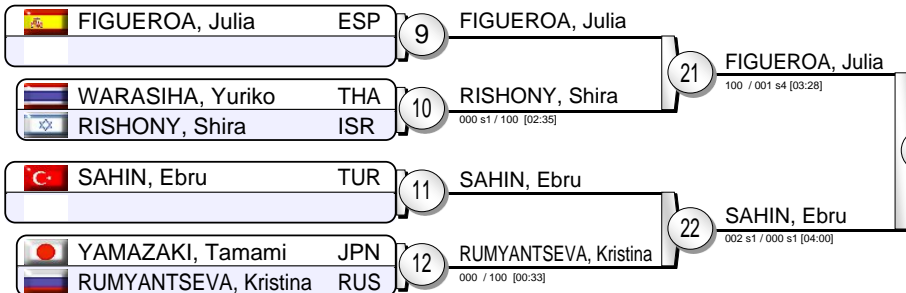 FIGUEROA, Julia ESP
9
FIGUEROA, Julia
WARASIHA, Yuriko THA
RISHONY, Shira ISR
10
RISHONY, Shira
000 s1 / 100 [02:35]
21
FIGUEROA, Julia
100 / 001 s4 [03:28]
SAHIN, Ebru TUR
11
SAHIN, Ebru
YAMAZAKI, Tamami JPN
RUMYANTSEVA, Kristina RUS
12
RUMYANTSEVA, Kristina
000 / 100 [00:33]
22
SAHIN, Ebru
002 s1 / 000 s1 [04:00]